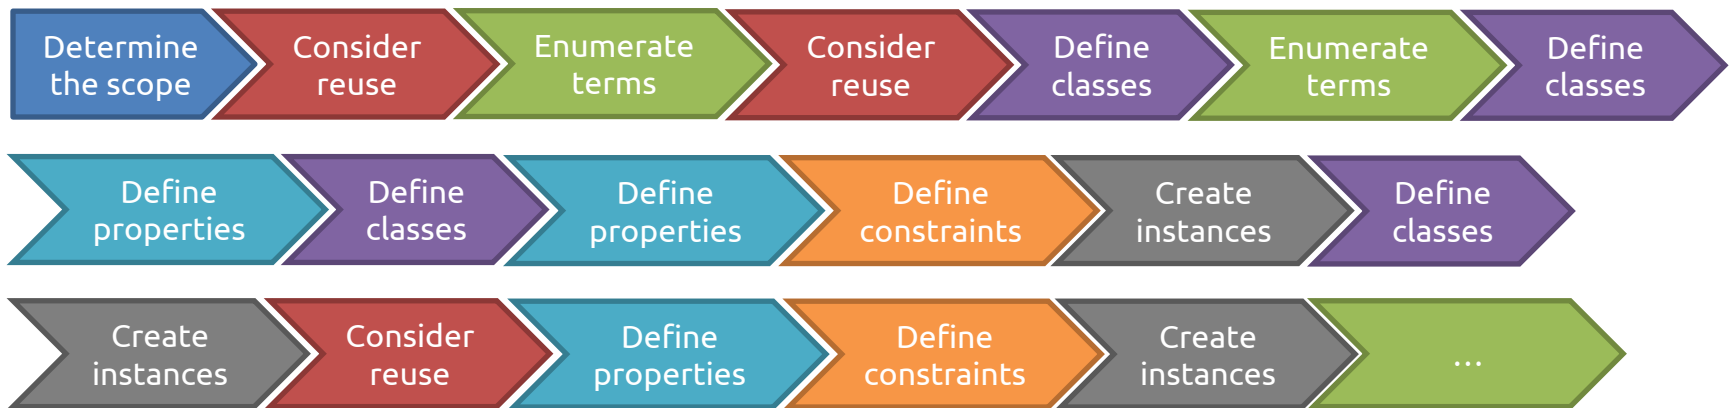 Determine
the scope
Consider
reuse
Enumerate
terms
Consider
reuse
Define
classes
Enumerate
terms
Define
classes
Define
properties
Define
classes
Define
properties
Define
constraints
Create
instances
Define
classes
Create
instances
Consider
reuse
Define
properties
Define
constraints
Create
instances
...